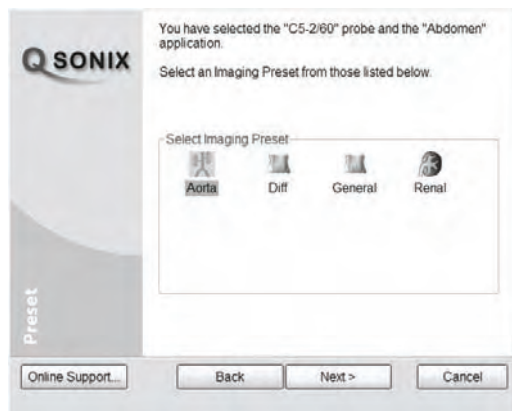 You have selected the "C5-2/60" probe and the "Abdomen"
application.
SONIX
Select an Imaging Preset from those listed below.
Select Imaging Preset
Aorta Diff General Renal
Preset
Online Support... Back Next > Cancel